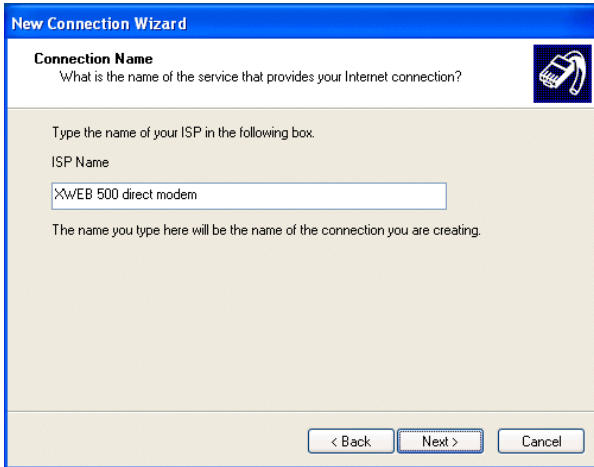 New Connection Wizard
Connection Name
What is the name of the service that provides your Internet connection?
Type the name of your ISP in the following box.
ISP Name
XWEB 500 direct modem
The name you type here will be the name of the connection you are creating.
< Back Next > Cancel